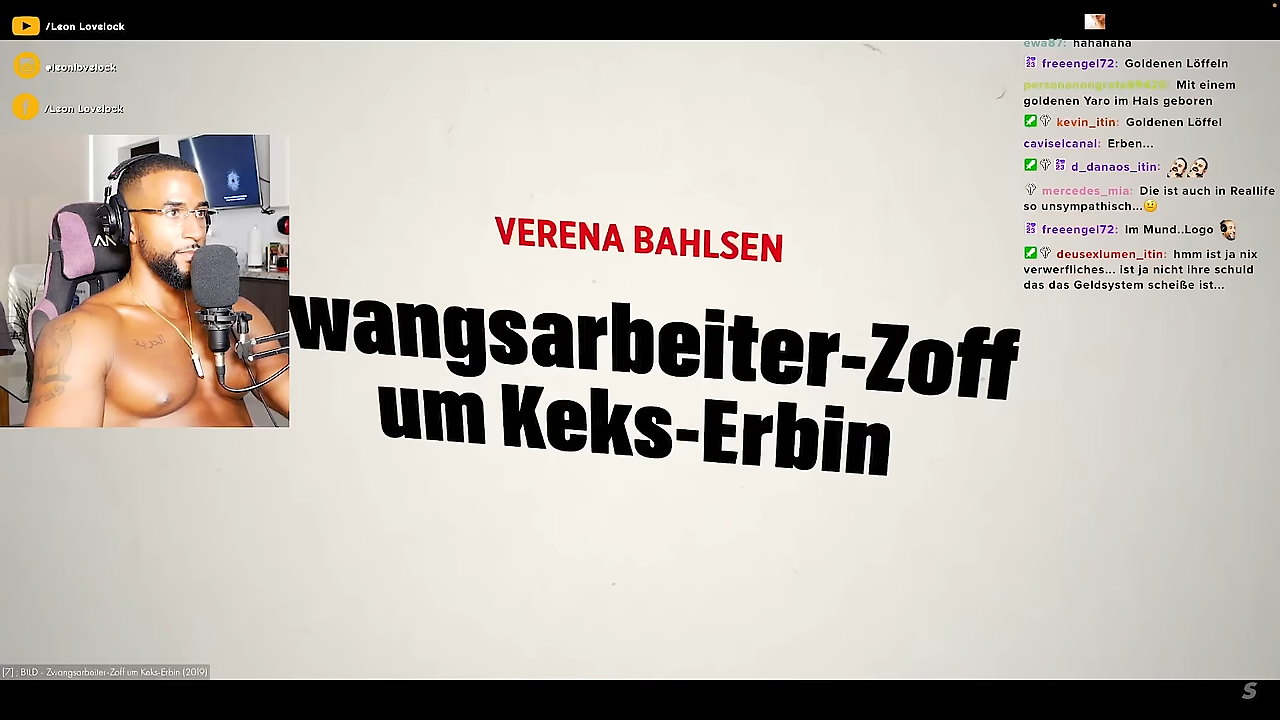 /Leon Lovelock
@leonlovelock
/Leon Lovelock
VERENA BAHLSEN
wangsarbeiter-Zoff
um Keks-Erbin
ewa87: hahahaha
freeengel72: Goldenen Löffeln
Mit einem
goldenen Yaro im Hals geboren
kevin_itin: Goldenen Löffel
caviselcanal: Erben...
d_danaos_itin:
mercedes_mia: Die ist auch in Reallife
so unsympathisch...🤨
freeengel72: Im Mund..Logo
deusexlumen_itin: hmm ist ja nix
verwerfliches... ist ja nicht ihre schuld
das das Geldsystem scheiße ist...
[7] ; BILD - Zwangsarbeiter-Zoff um Keks-Erbin (2019)
S